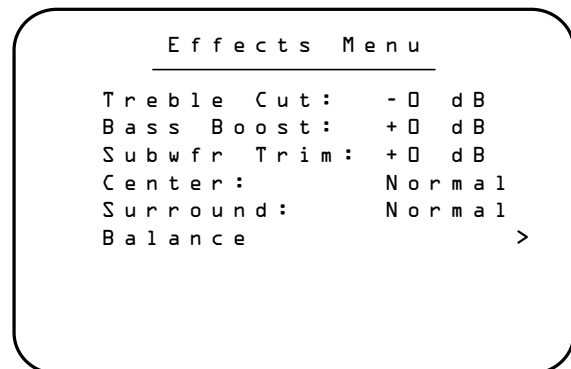 Effects Menu
Treble Cut: -0 dB
Bass Boost: +0 dB
Subwfr Trim: +0 dB
Center: Normal
Surround: Normal
Balance >